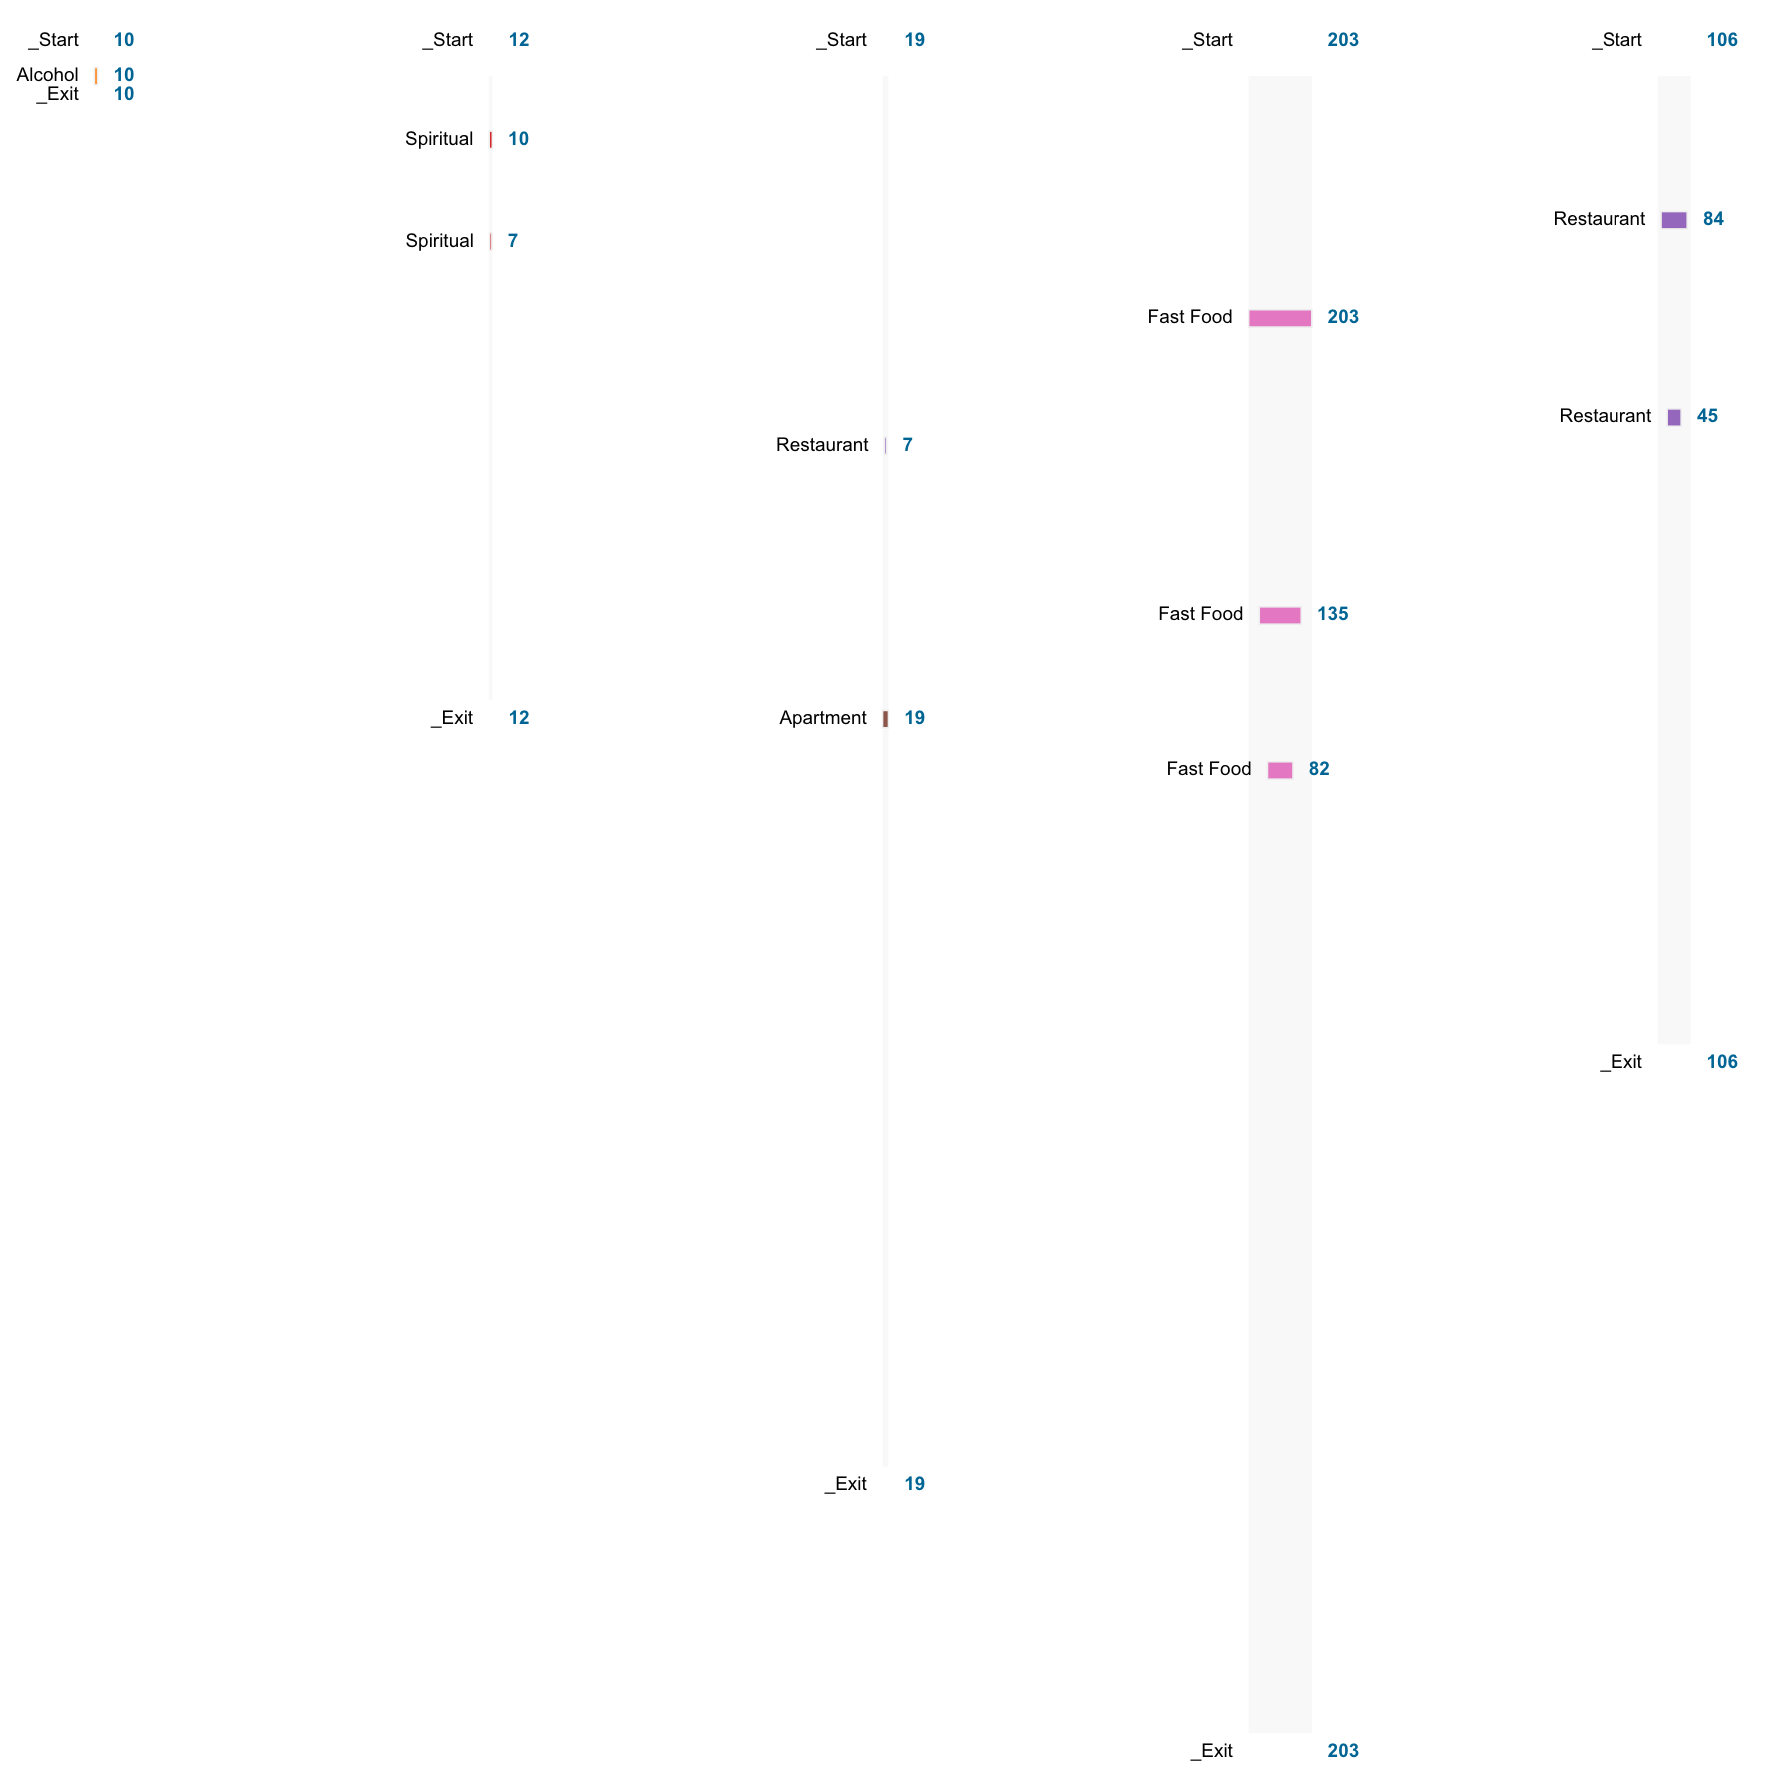 _Start 10
Alcohol 10
_Exit 10
_Start 12
Spiritual 10
Spiritual 7
_Exit 12
_Start 19
Restaurant 7
Apartment 19
_Exit 19
_Start 203
Fast Food 203
Fast Food 135
Fast Food 82
_Exit 203
_Start 106
Restaurant 84
Restaurant 45
_Exit 106